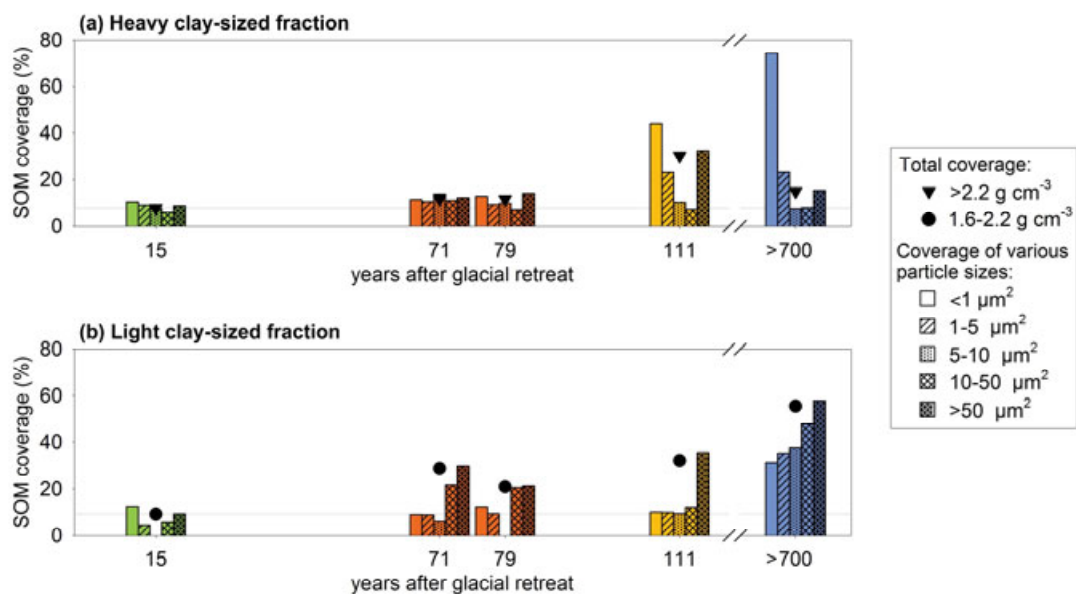 (a) Heavy clay-sized fraction
80
60
40
20
0
SOM coverage (%)
15
71
79
111
>700
years after glacial retreat
(b) Light clay-sized fraction
80
60
40
20
0
SOM coverage (%)
15
71
79
111
>700
years after glacial retreat
Total coverage:
>2.2 g cm⁻³
1.6-2.2 g cm⁻³
Coverage of various
particle sizes:
<1 µm²
1-5 µm²
5-10 µm²
10-50 µm²
>50 µm²